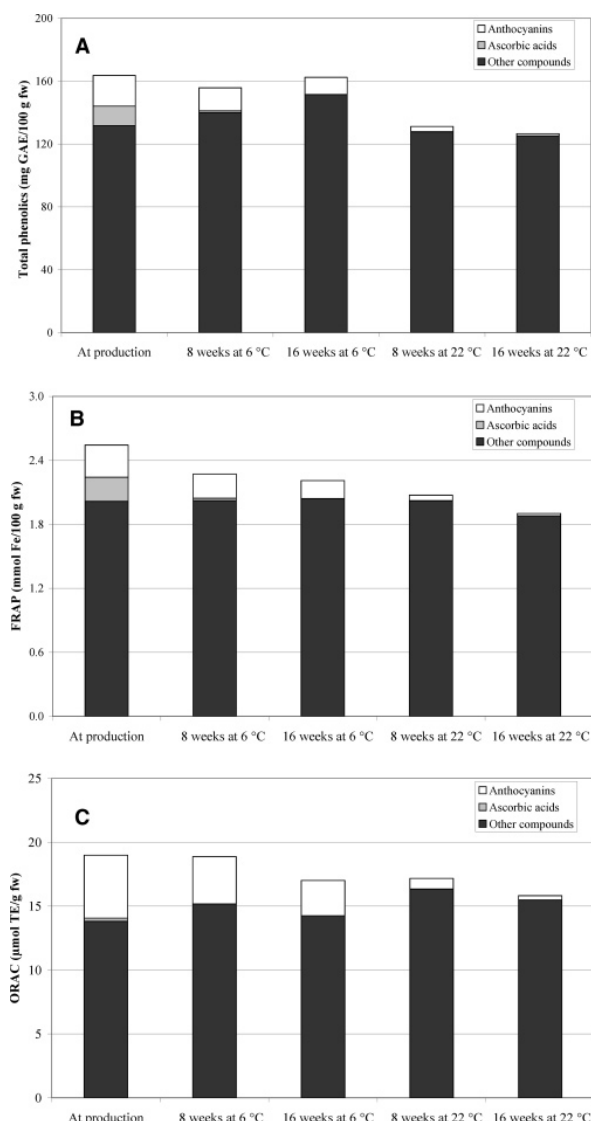 A
Anthocyanins
Ascorbic acids
Other compounds
Total phenolics (mg GAE/100 g fw)
200
160
120
80
40
0
At production 8 weeks at 6 °C 16 weeks at 6 °C 8 weeks at 22 °C 16 weeks at 22 °C
B
Anthocyanins
Ascorbic acids
Other compounds
FRAP (mmol Fe/100 g fw)
3.0
2.4
1.8
1.2
0.6
0.0
At production 8 weeks at 6 °C 16 weeks at 6 °C 8 weeks at 22 °C 16 weeks at 22 °C
C
Anthocyanins
Ascorbic acids
Other compounds
ORAC (µmol TE/g fw)
25
20
15
10
5
0
At production 8 weeks at 6 °C 16 weeks at 6 °C 8 weeks at 22 °C 16 weeks at 22 °C